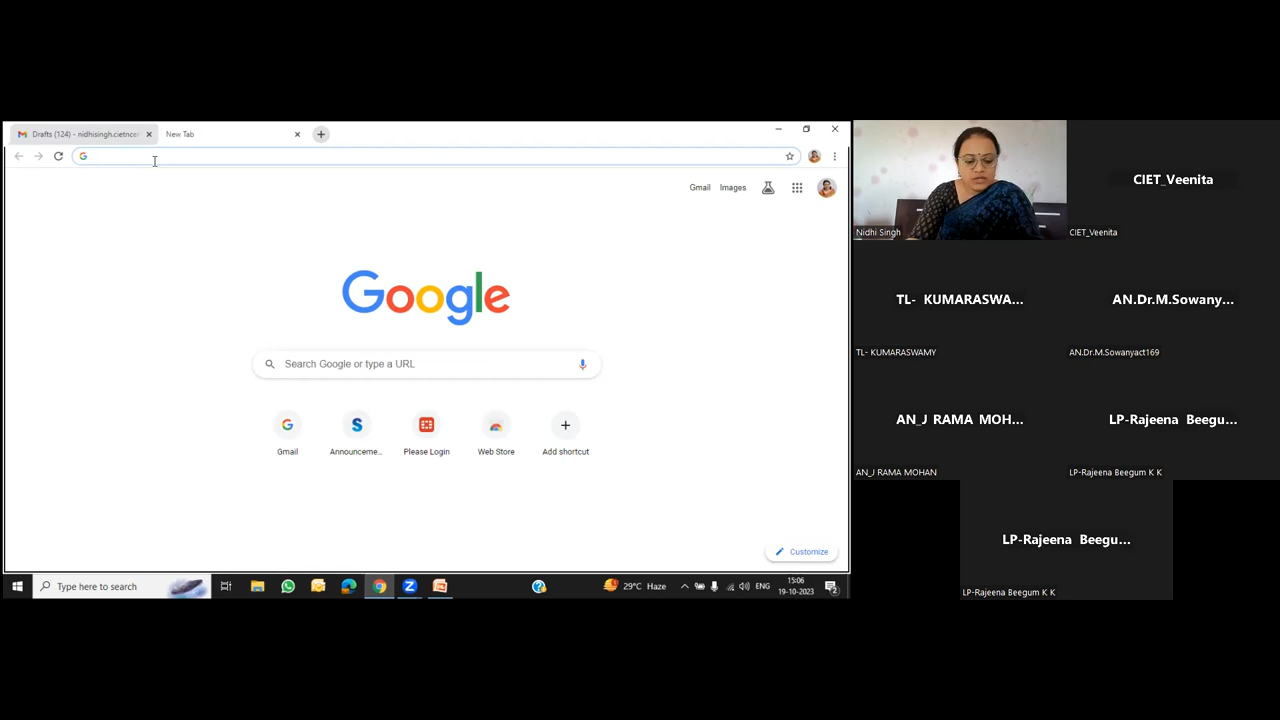 Drafts (124) - nidhisingh.cietnce
New Tab
Gmail
Images
Google
Search Google or type a URL
Gmail
Announceme...
Please Login
Web Store
Add shortcut
Customize
Type here to search
29°C Haze
ENG
15:06
19-10-2023
2
Nidhi Singh
CIET_Veenita
CIET_Veenita
TL- KUMARASWA...
TL- KUMARASWAMY
AN.Dr.M.Sowany...
AN.Dr.M.Sowanyact169
AN_J RAMA MOH...
AN_J RAMA MOHAN
LP-Rajeena Beegu...
LP-Rajeena Beegum K K
LP-Rajeena Beegu...
LP-Rajeena Beegum K K